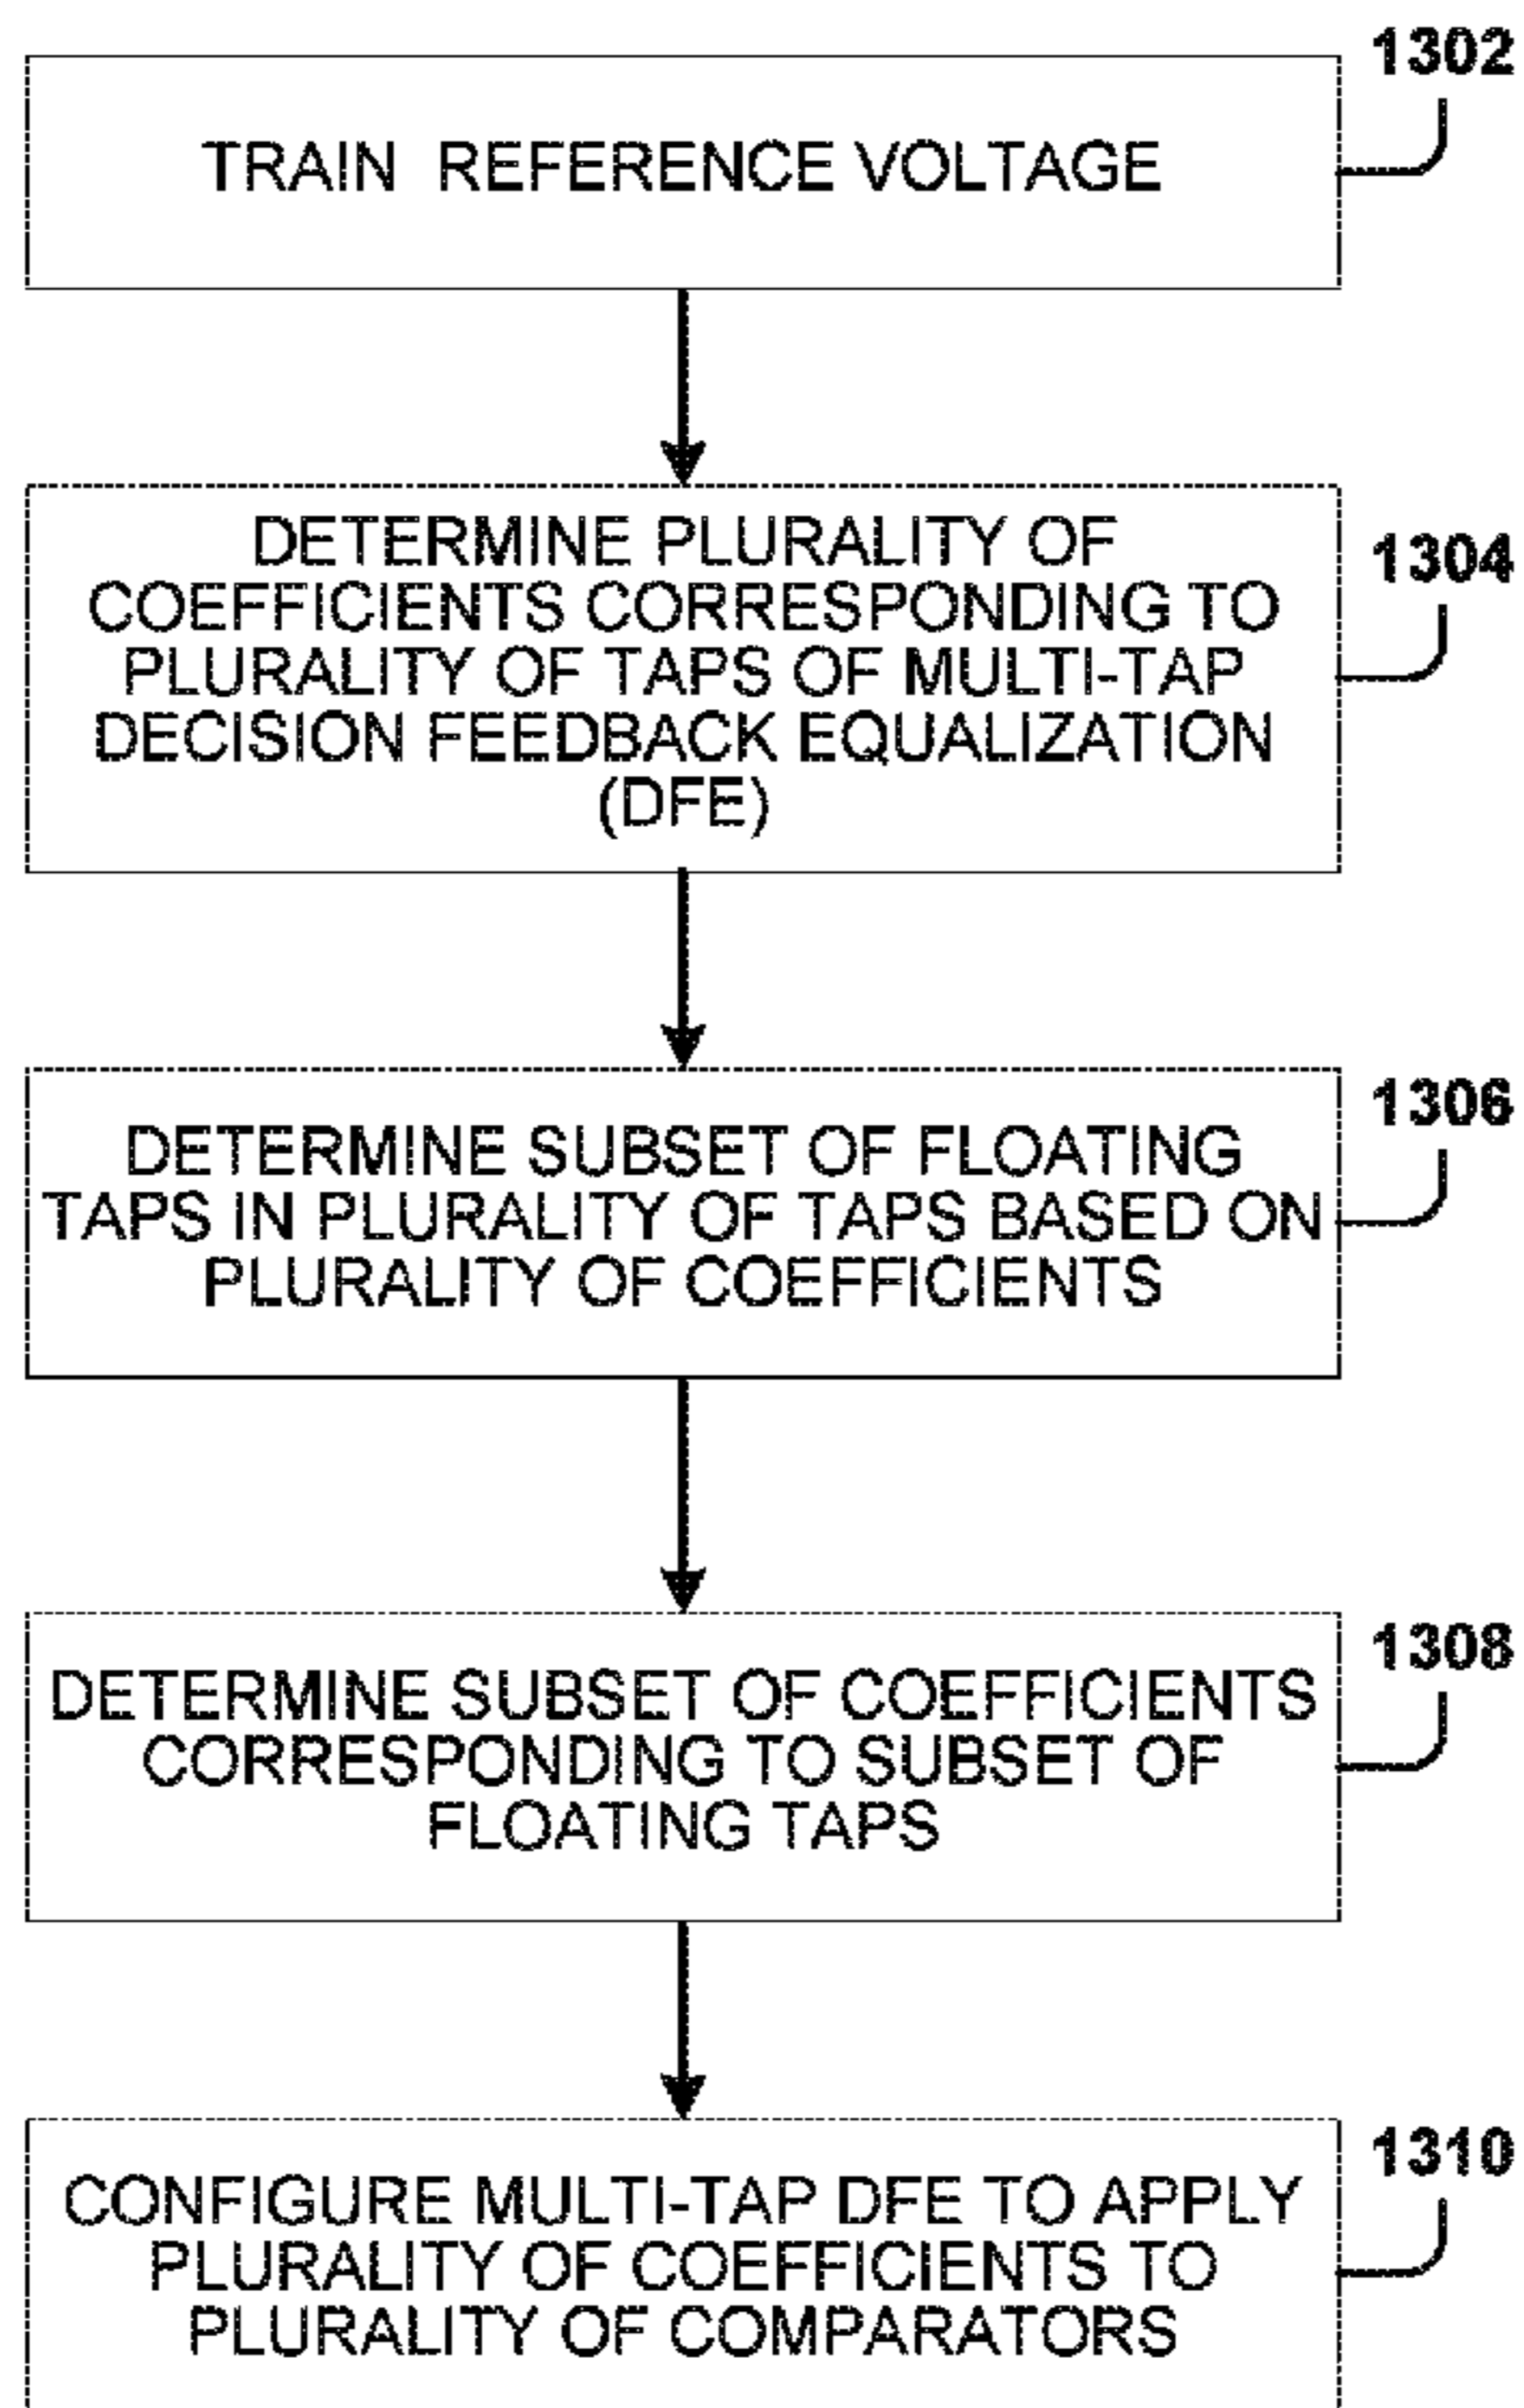 1302
TRAIN REFERENCE VOLTAGE
DETERMINE PLURALITY OF
1304
COEFFICIENTS CORRESPONDING TO
PLURALITY OF TAPS OF MULTI-TAP
DECISION FEEDBACK EQUALIZATION
(DFE)
1306
DETERMINE SUBSET OF FLOATING
TAPS IN PLURALITY OF TAPS BASED ON
PLURALITY OF COEFFICIENTS
1308
DETERMINE SUBSET OF COEFFICIENTS
CORRESPONDING TO SUBSET OF
FLOATING TAPS
1310
CONFIGURE MULTI-TAP DFE TO APPLY
PLURALITY OF COEFFICIENTS TO
PLURALITY OF COMPARATORS